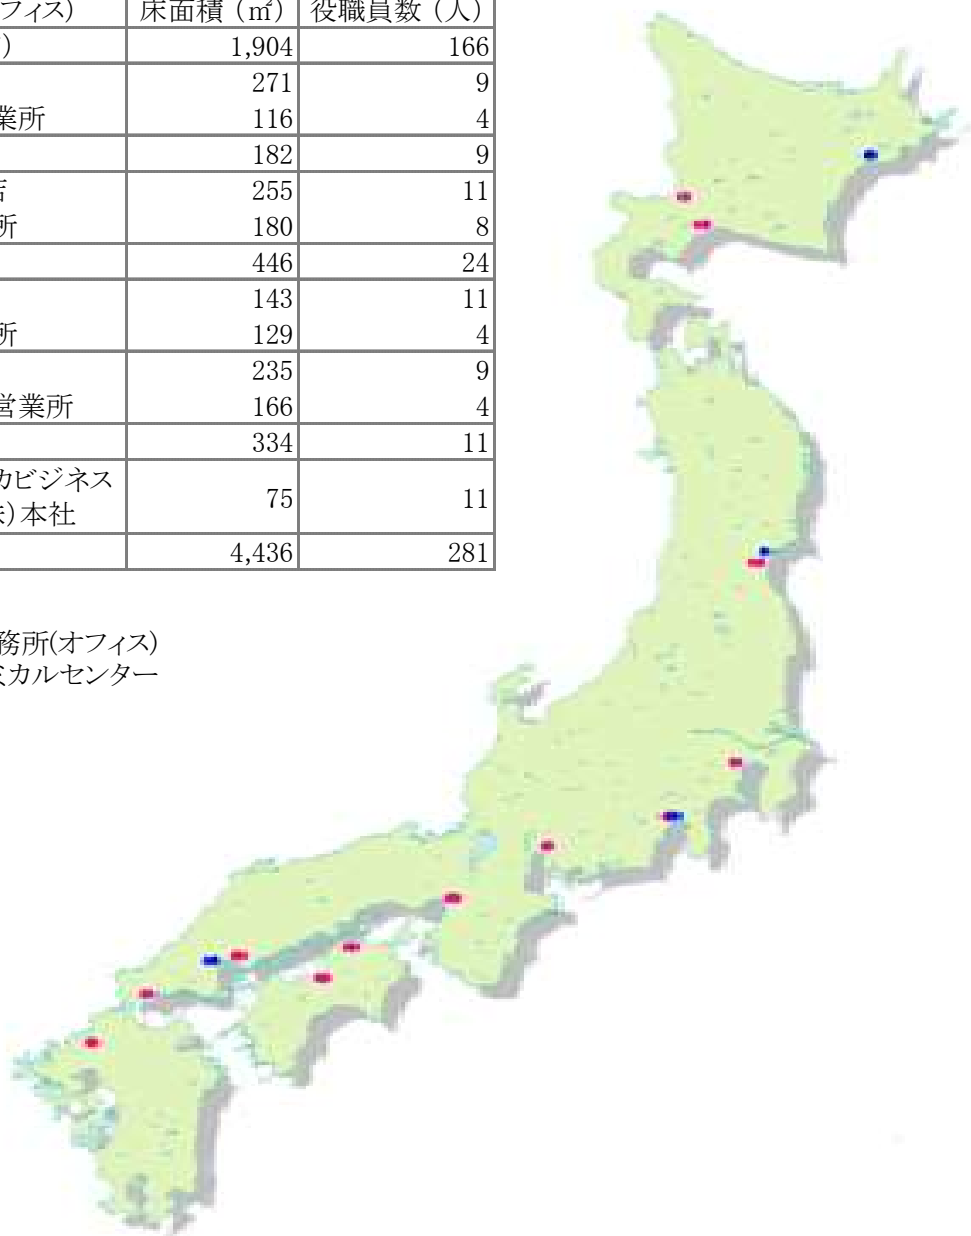 フィス) 床面積（㎡） 役職員数（人）
) 1,904 166
271 9
業所 116 4
182 9
店 255 11
所 180 8
446 24
143 11
所 129 4
235 9
営業所 166 4
334 11
カビジネス
株)本社 75 11
4,436 281
務所(オフィス)
ミカルセンター